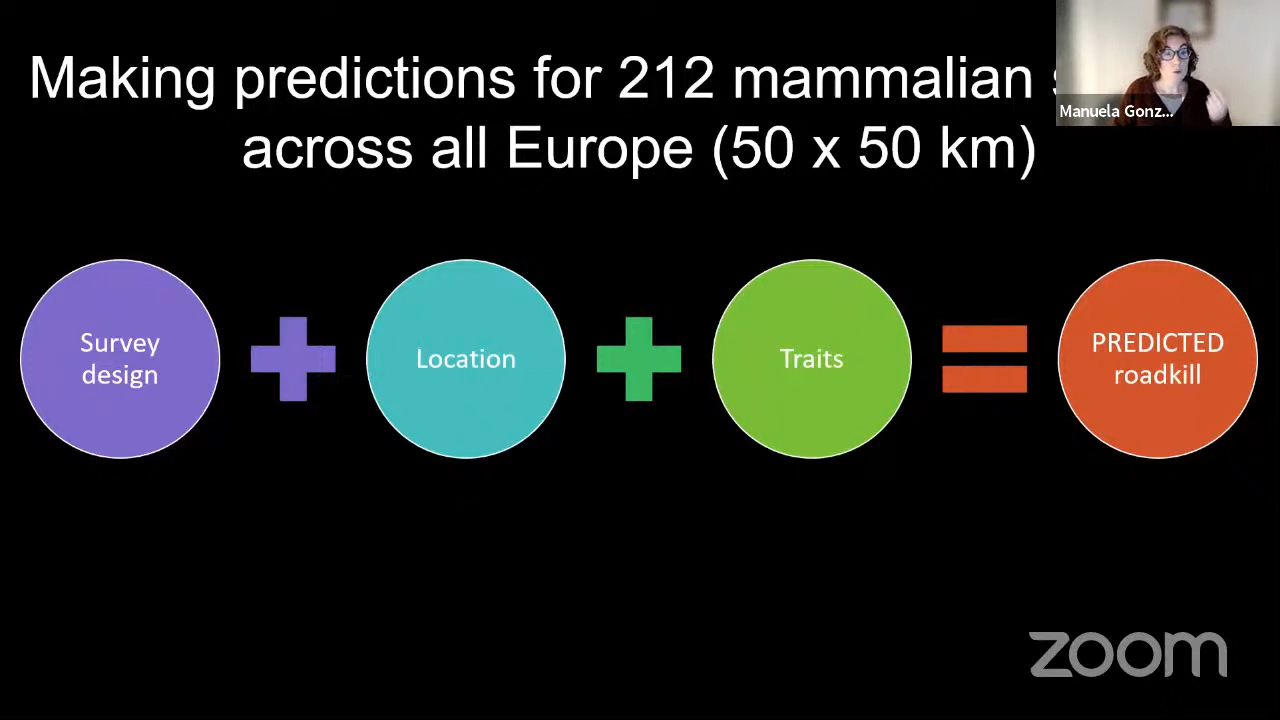 Making predictions for 212 mammalian
across all Europe (50 x 50 km)
Manuela Gonz...
Survey
design
Location
Traits
PREDICTED
roadkill
zoom